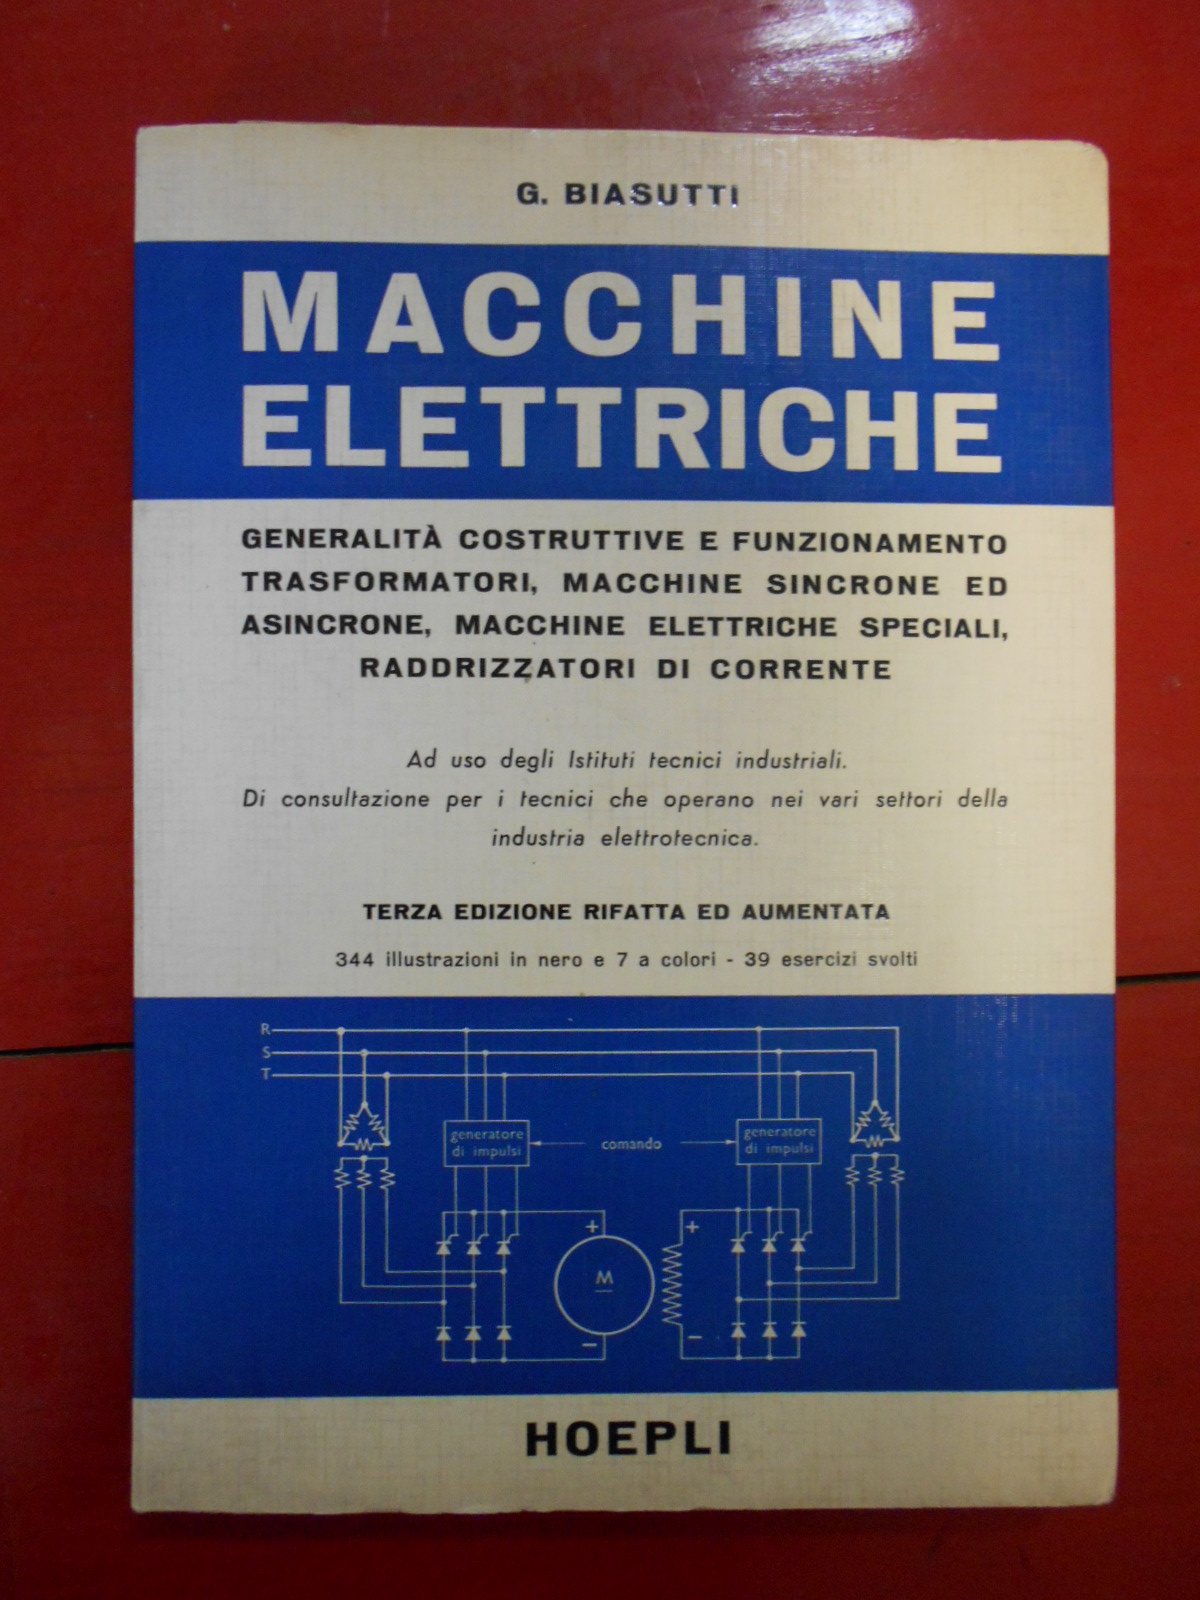 G. BIASUTTI
MACCHINE
ELETTRICHE
GENERALITÀ COSTRUTTIVE E FUNZIONAMENTO
TRASFORMATORI, MACCHINE SINCRONE ED
ASINCRONE, MACCHINE ELETTRICHE SPECIALI,
RADDRIZZATORI DI CORRENTE
Ad uso degli Istituti tecnici industriali.
Di consultazione per i tecnici che operano nei vari settori della
industria elettrotecnica.
TERZA EDIZIONE RIFATTA ED AUMENTATA
344 illustrazioni in nero e 7 a colori - 39 esercizi svolti
R
S
T
generatore
di impulsi
comando
generatore
di impulsi
+
+
M
−
−
HOEPLI